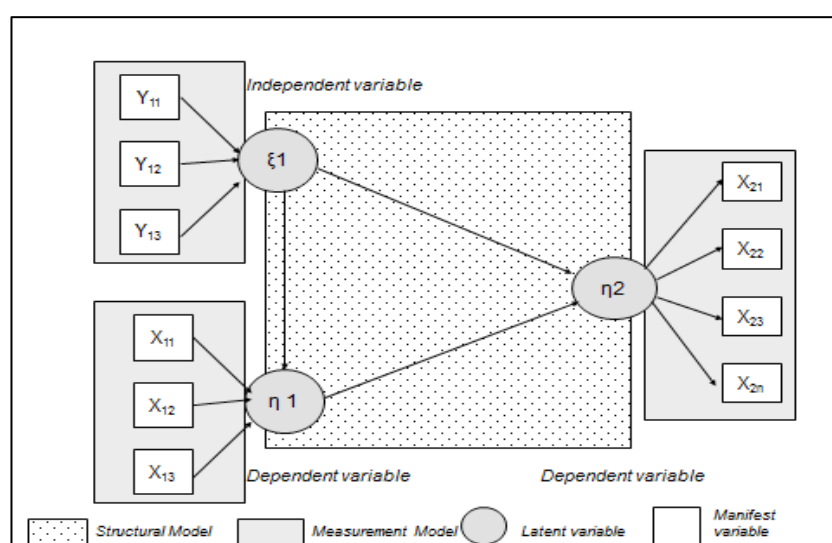 Independent variable
Y₁₁
Y₁₂
Y₁₃
ξ1
X₂₁
X₂₂
X₂₃
X₂ₙ
η2
X₁₁
X₁₂
X₁₃
η 1
Dependent variable
Dependent variable
Structural Model
Measurement Model
Latent variable
Manifest
variable